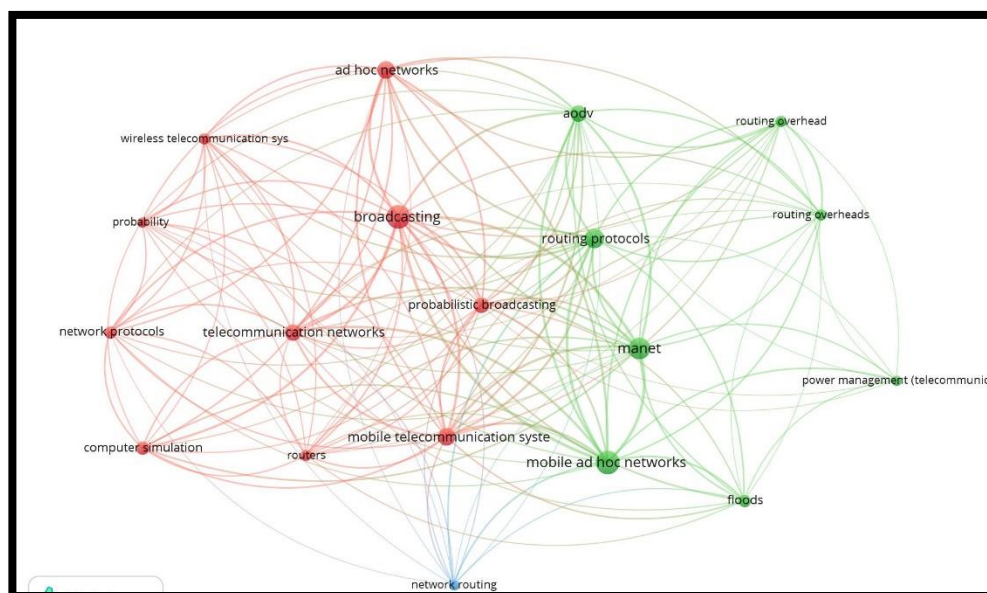 ad hoc networks
aodv
routing overhead
wireless telecommunication sys
broadcasting
routing overheads
probability
routing protocols
probabilistic broadcasting
network protocols
telecommunication networks
manet
power management (telecommunic
mobile telecommunication syste
computer simulation
routers
mobile ad hoc networks
floods
network routing